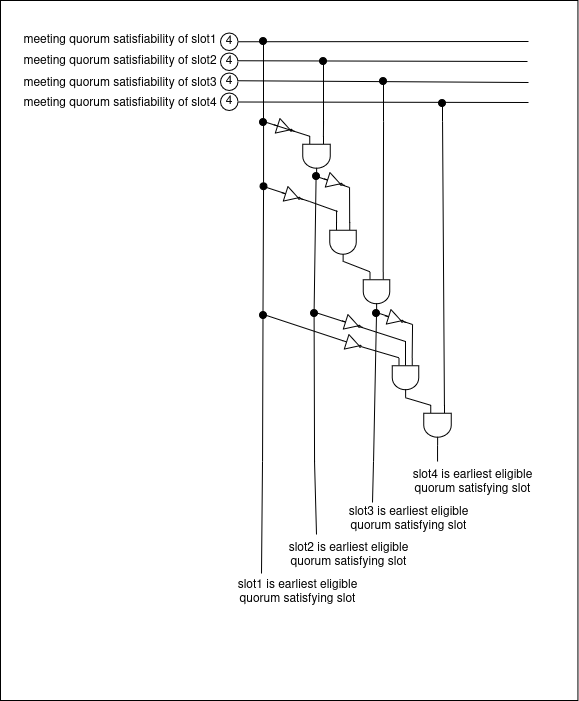 meeting quorum satisfiability of slot1 4
meeting quorum satisfiability of slot2 4
meeting quorum satisfiability of slot3 4
meeting quorum satisfiability of slot4 4
slot4 is earliest eligible
quorum satisfying slot
slot3 is earliest eligible
quorum satisfying slot
slot2 is earliest eligible
quorum satisfying slot
slot1 is earliest eligible
quorum satisfying slot